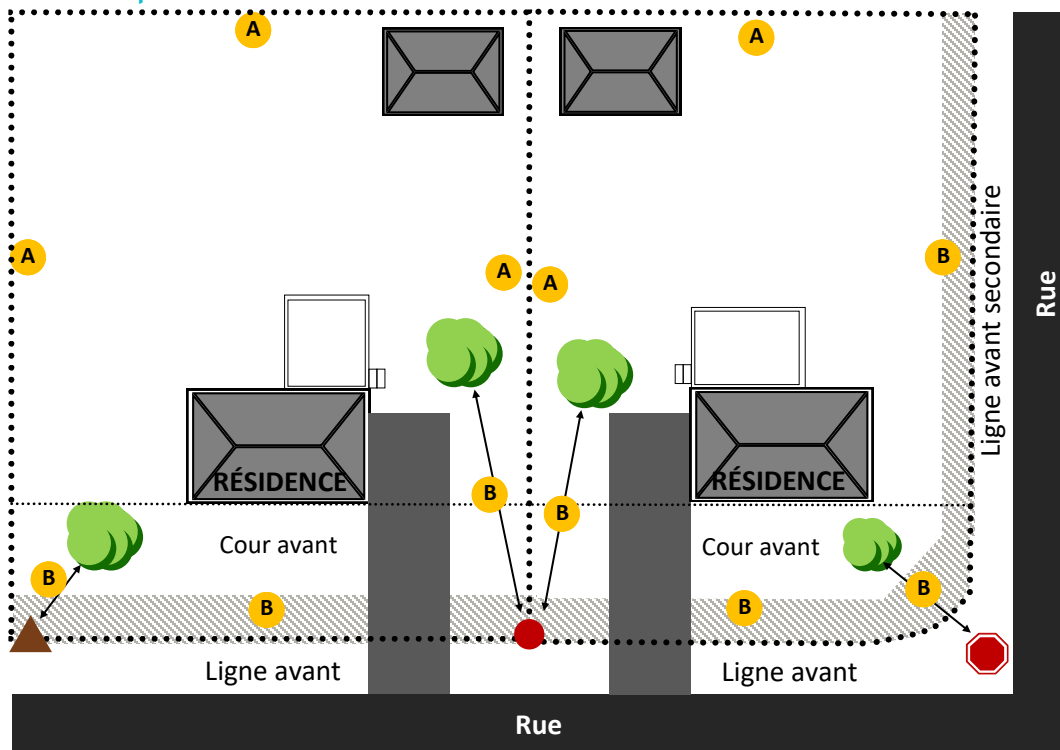 A
A
A
B
A
A
Ligne avant secondaire
Rue
RÉSIDENCE
RÉSIDENCE
B
B
Cour avant
Cour avant
B
B
B
B
Ligne avant
Ligne avant
Rue